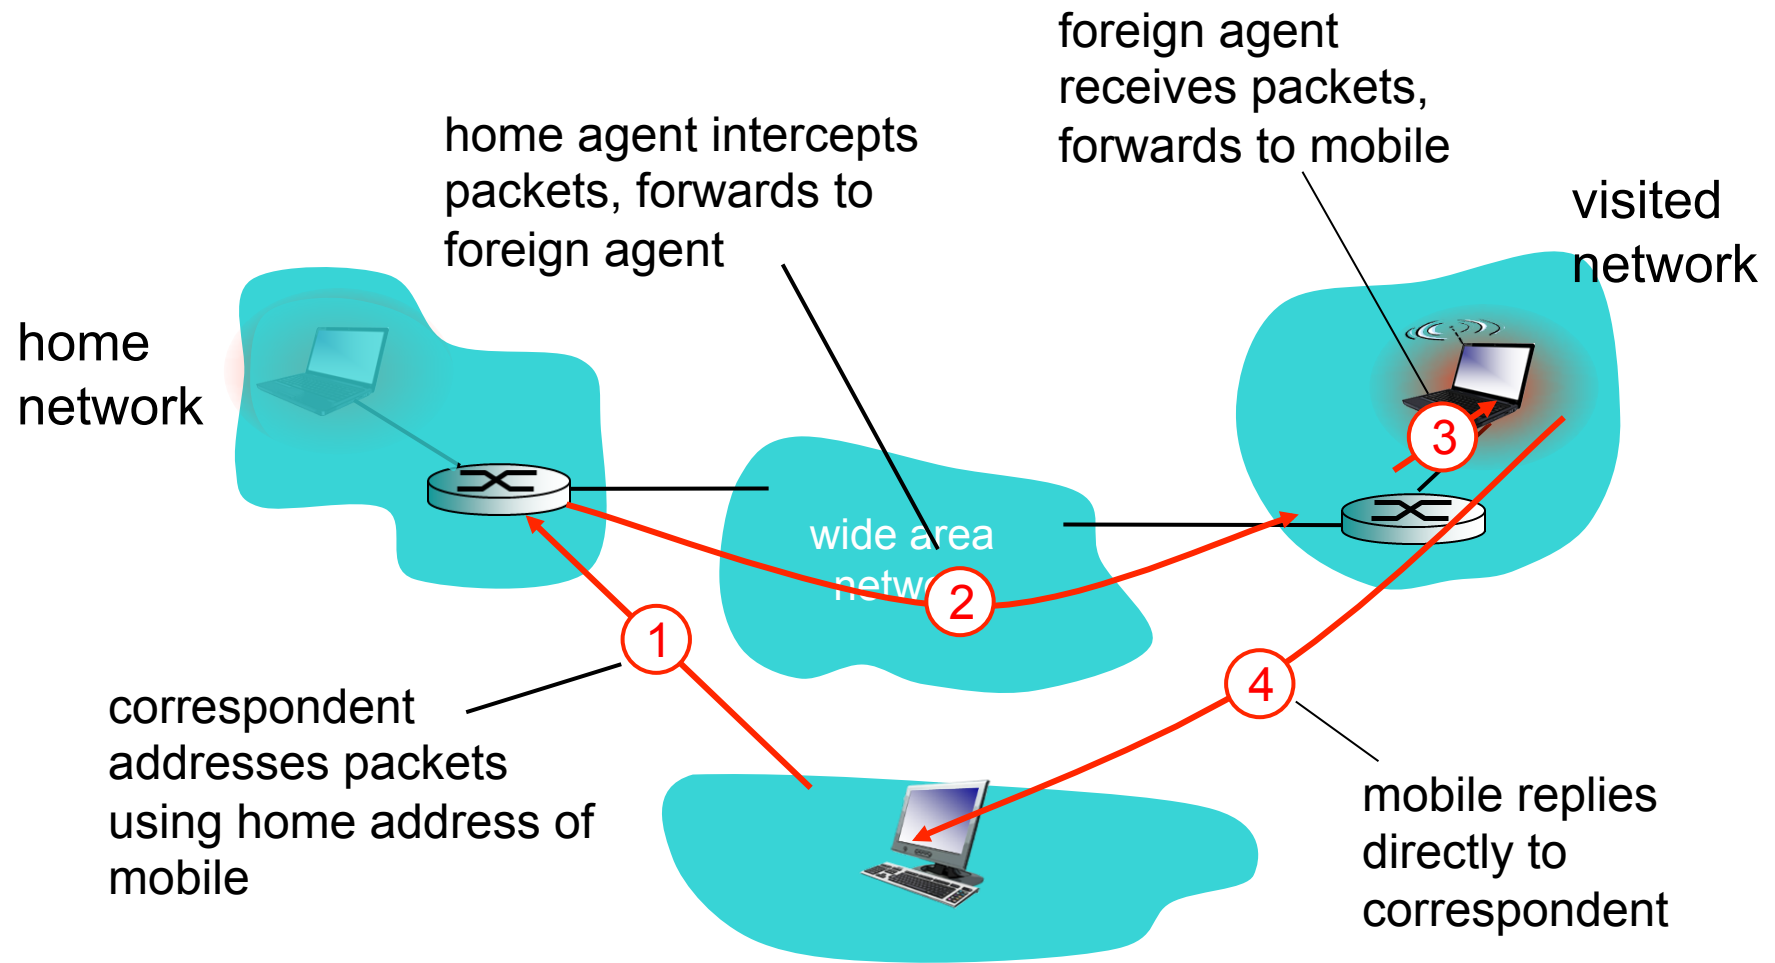 foreign agent
receives packets,
forwards to mobile
home agent intercepts
packets, forwards to
foreign agent
visited
network
home
network
wide area
3
2
1
4
correspondent
addresses packets
using home address of
mobile
mobile replies
directly to
correspondent